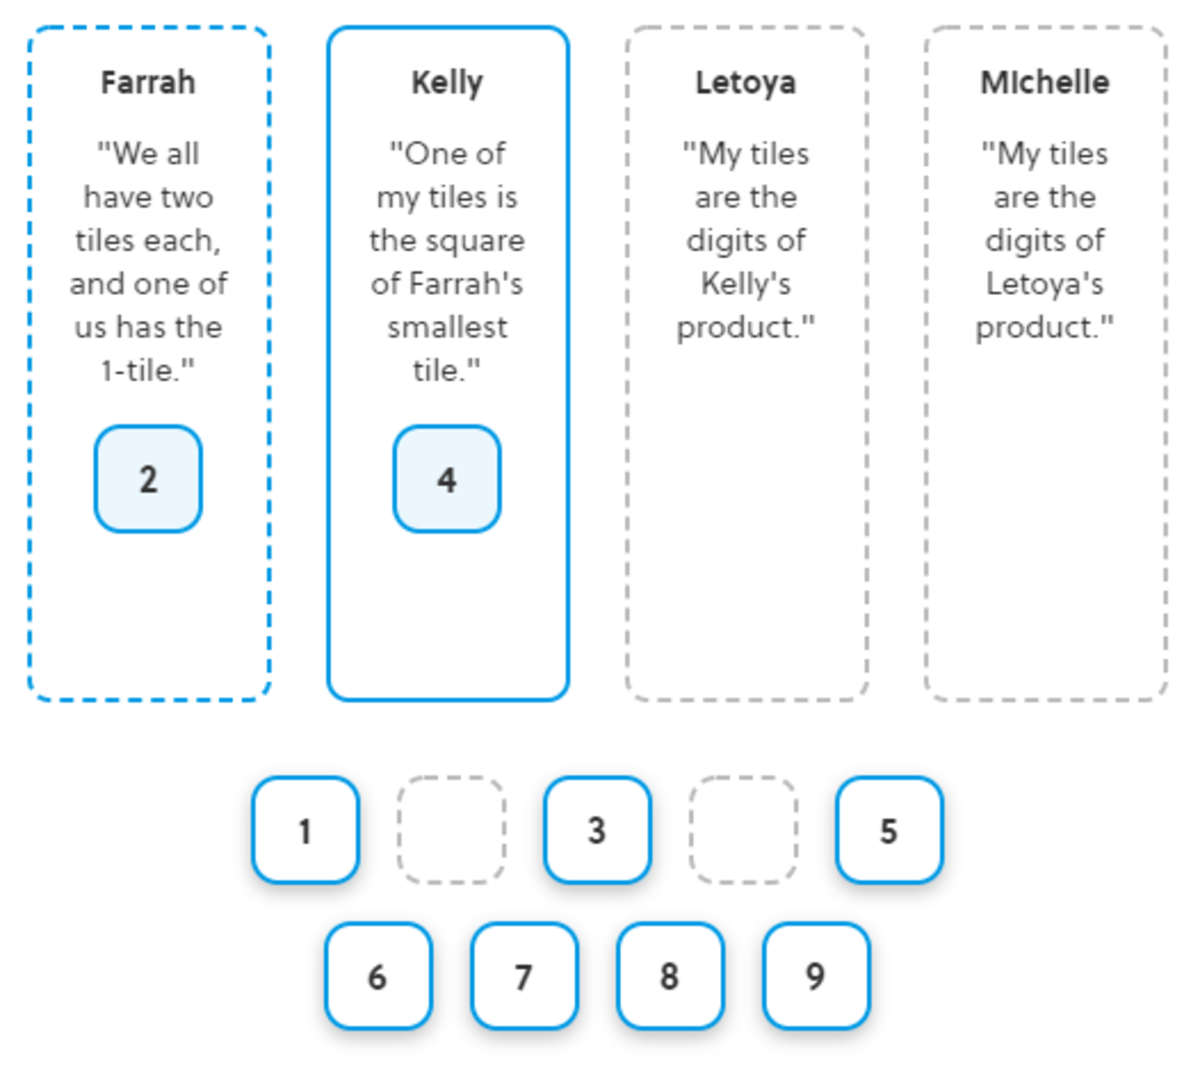 Farrah
"We all
have two
tiles each,
and one of
us has the
1-tile."
2
Kelly
"One of
my tiles is
the square
of Farrah's
smallest
tile."
4
Letoya
"My tiles
are the
digits of
Kelly's
product."
MIchelle
"My tiles
are the
digits of
Letoya's
product."
1
3
5
6
7
8
9